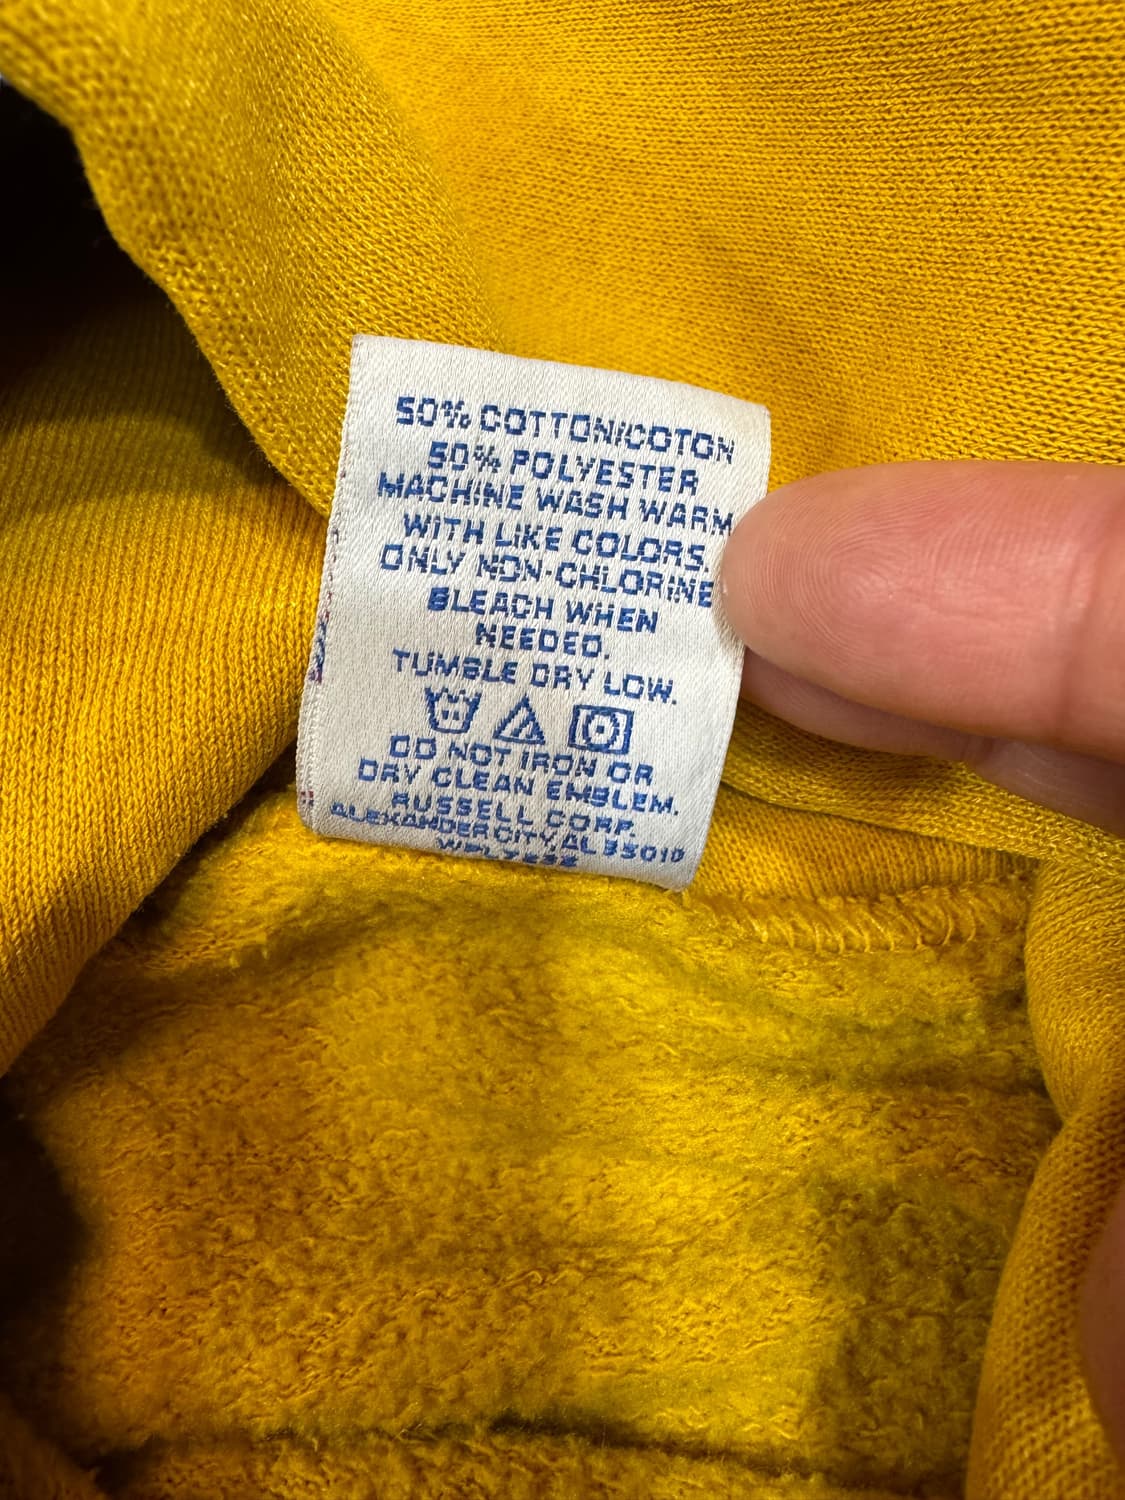 50% COTTON/COTON
50% POLYESTER
MACHINE WASH WARM
WITH LIKE COLORS.
ONLY NON-CHLORINE
BLEACH WHEN
NEEDED.
TUMBLE DRY LOW.
DO NOT IRON OR
DRY CLEAN EMBLEM.
RUSSELL CORP.
ALEXANDER CITY, AL 35010